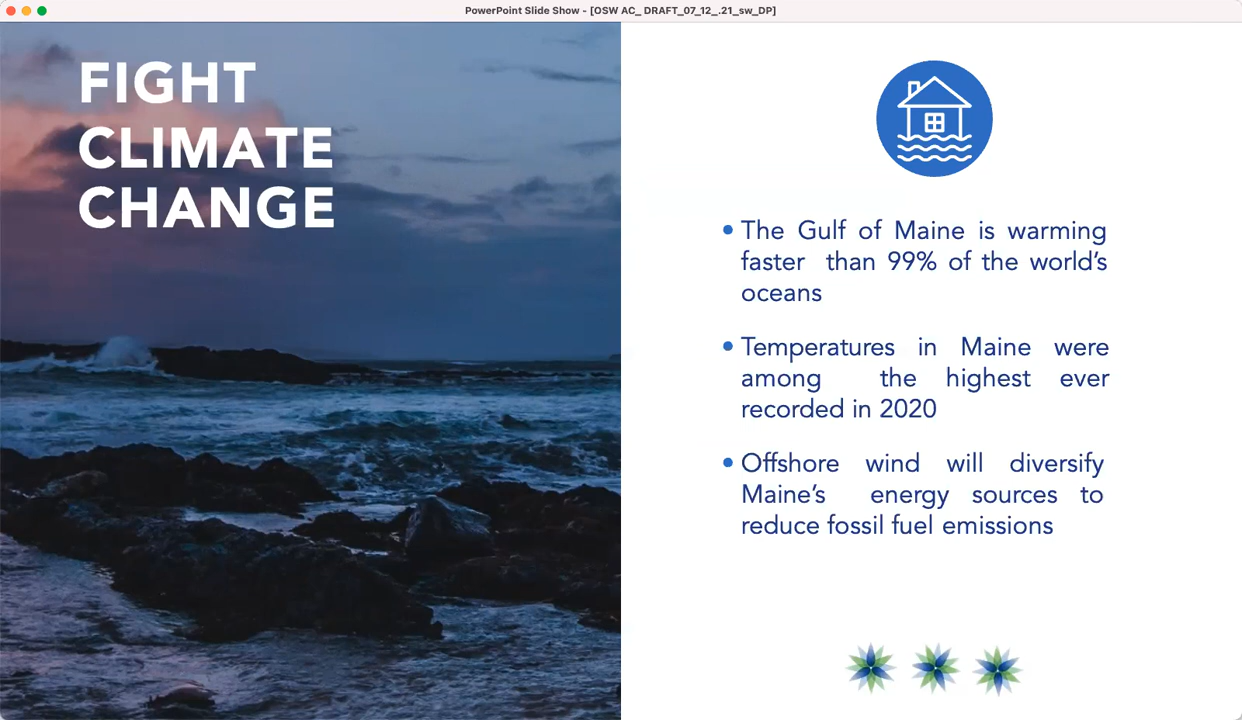 PowerPoint Slide Show - [OSW AC_ DRAFT_07_12_.21_sw_DP]
FIGHT
CLIMATE
CHANGE
• The Gulf of Maine is warming
faster than 99% of the world's
oceans
• Temperatures in Maine were
among the highest ever
recorded in 2020
• Offshore wind will diversify
Maine's energy sources to
reduce fossil fuel emissions